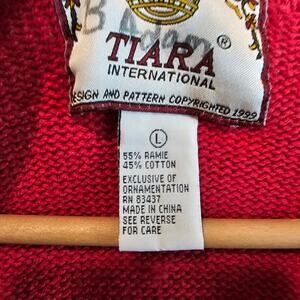 TIARA ®
INTERNATIONAL
DESIGN AND PATTERN COPYRIGHTED 1999
L
55% RAMIE
45% COTTON
EXCLUSIVE OF
ORNAMENTATION
RN 83437
MADE IN CHINA
SEE REVERSE
FOR CARE